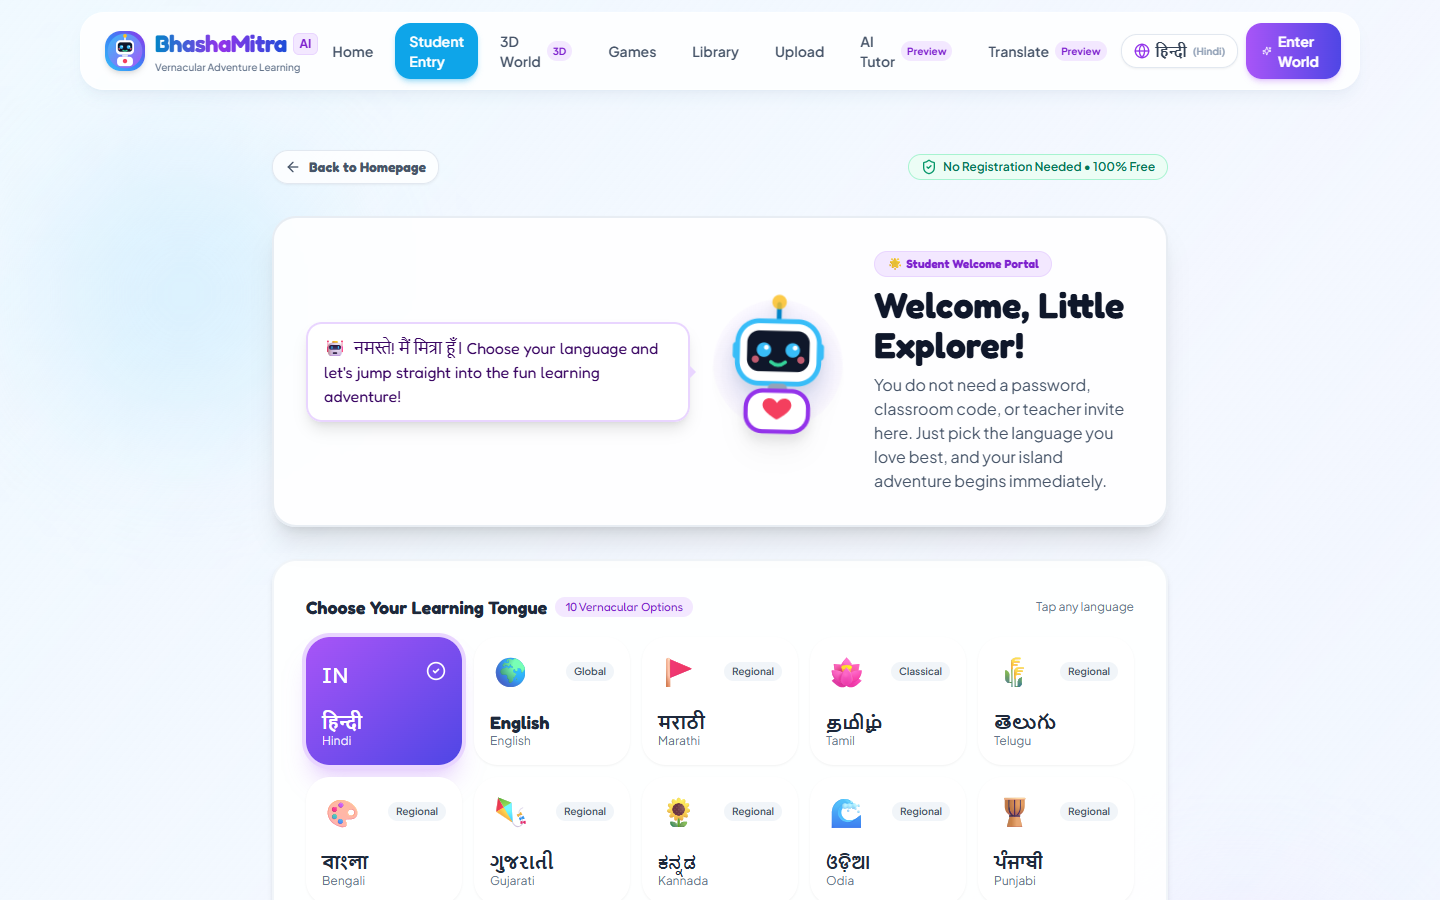 BhashaMitra AI
Vernacular Adventure Learning
Home
Student
Entry
3D
World
3D
Games
Library
Upload
AI
Tutor
Preview
Translate
Preview
हिन्दी (Hindi)
Enter
World
Back to Homepage
No Registration Needed • 100% Free
नमस्ते! मैं मित्रा हूँ। Choose your language and
let's jump straight into the fun learning
adventure!
Student Welcome Portal
Welcome, Little
Explorer!
You do not need a password,
classroom code, or teacher invite
here. Just pick the language you
love best, and your island
adventure begins immediately.
Choose Your Learning Tongue
10 Vernacular Options
Tap any language
IN
हिन्दी
Hindi
Global
English
English
Regional
मराठी
Marathi
Classical
தமிழ்
Tamil
Regional
తెలుగు
Telugu
Regional
বাংলা
Bengali
Regional
ગુજરાતી
Gujarati
Regional
ಕನ್ನಡ
Kannada
Regional
ଓଡ଼ିଆ
Odia
Regional
ਪੰਜਾਬੀ
Punjabi